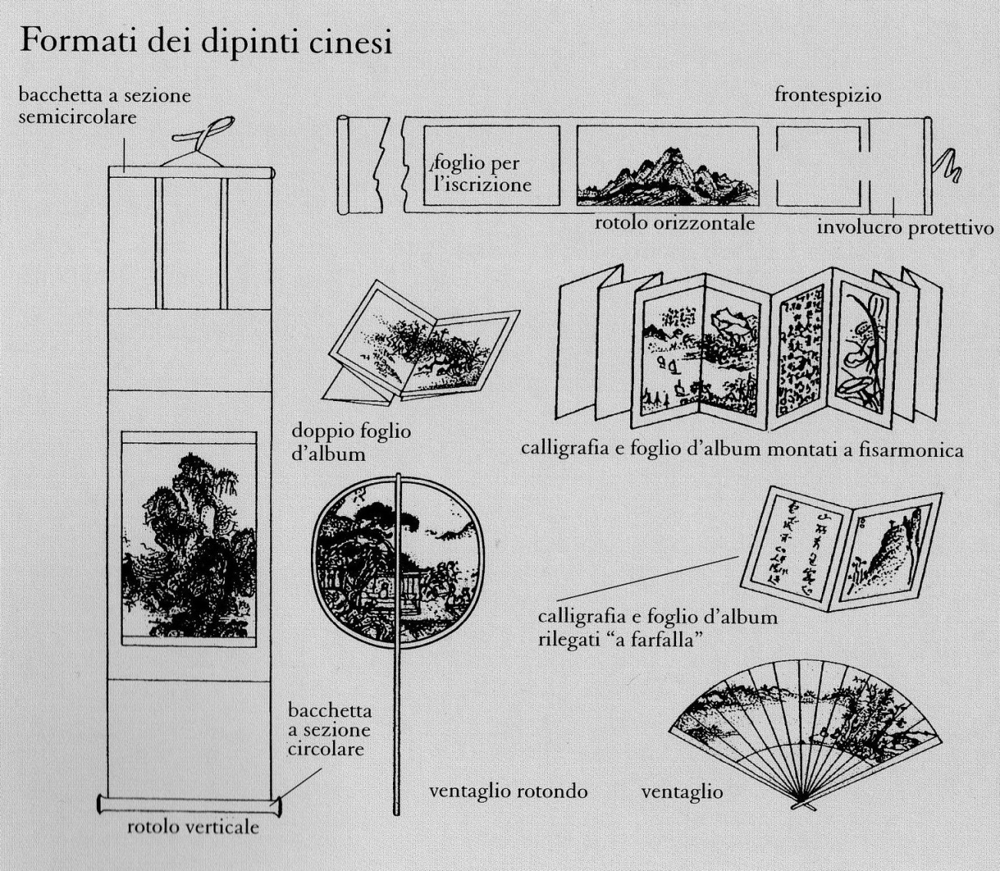 Formati dei dipinti cinesi
bacchetta a sezione
semicircolare
frontespizio
foglio per
l'iscrizione
rotolo orizzontale
involucro protettivo
doppio foglio
d'album
calligrafia e foglio d'album montati a fisarmonica
calligrafia e foglio d'album
rilegati “a farfalla”
bacchetta
a sezione
circolare
ventaglio rotondo
ventaglio
rotolo verticale